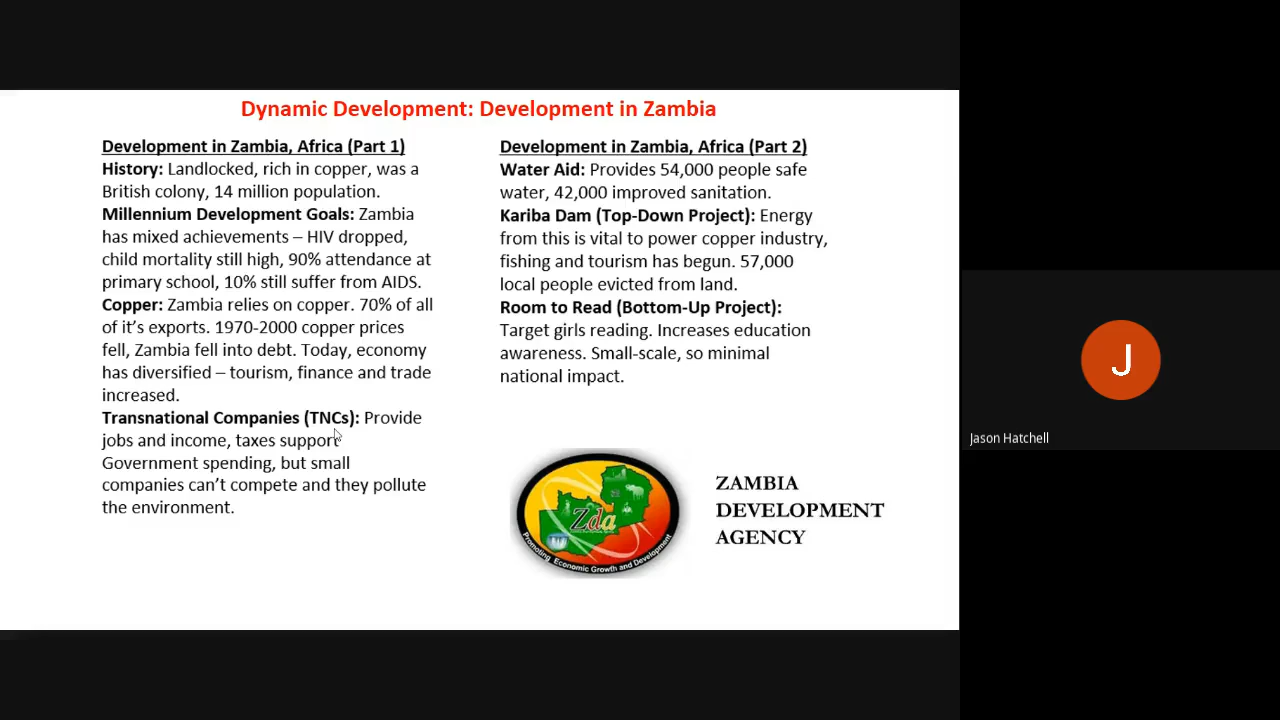 Dynamic Development: Development in Zambia
Development in Zambia, Africa (Part 1)
History: Landlocked, rich in copper, was a
British colony, 14 million population.
Millennium Development Goals: Zambia
has mixed achievements – HIV dropped,
child mortality still high, 90% attendance at
primary school, 10% still suffer from AIDS.
Copper: Zambia relies on copper. 70% of all
of it’s exports. 1970-2000 copper prices
fell, Zambia fell into debt. Today, economy
has diversified – tourism, finance and trade
increased.
Transnational Companies (TNCs): Provide
jobs and income, taxes support
Government spending, but small
companies can’t compete and they pollute
the environment.
Development in Zambia, Africa (Part 2)
Water Aid: Provides 54,000 people safe
water, 42,000 improved sanitation.
Kariba Dam (Top-Down Project): Energy
from this is vital to power copper industry,
fishing and tourism has begun. 57,000
local people evicted from land.
Room to Read (Bottom-Up Project):
Target girls reading. Increases education
awareness. Small-scale, so minimal
national impact.
Zda
Promoting Economic Growth and Development
ZAMBIA
DEVELOPMENT
AGENCY
J
Jason Hatchell